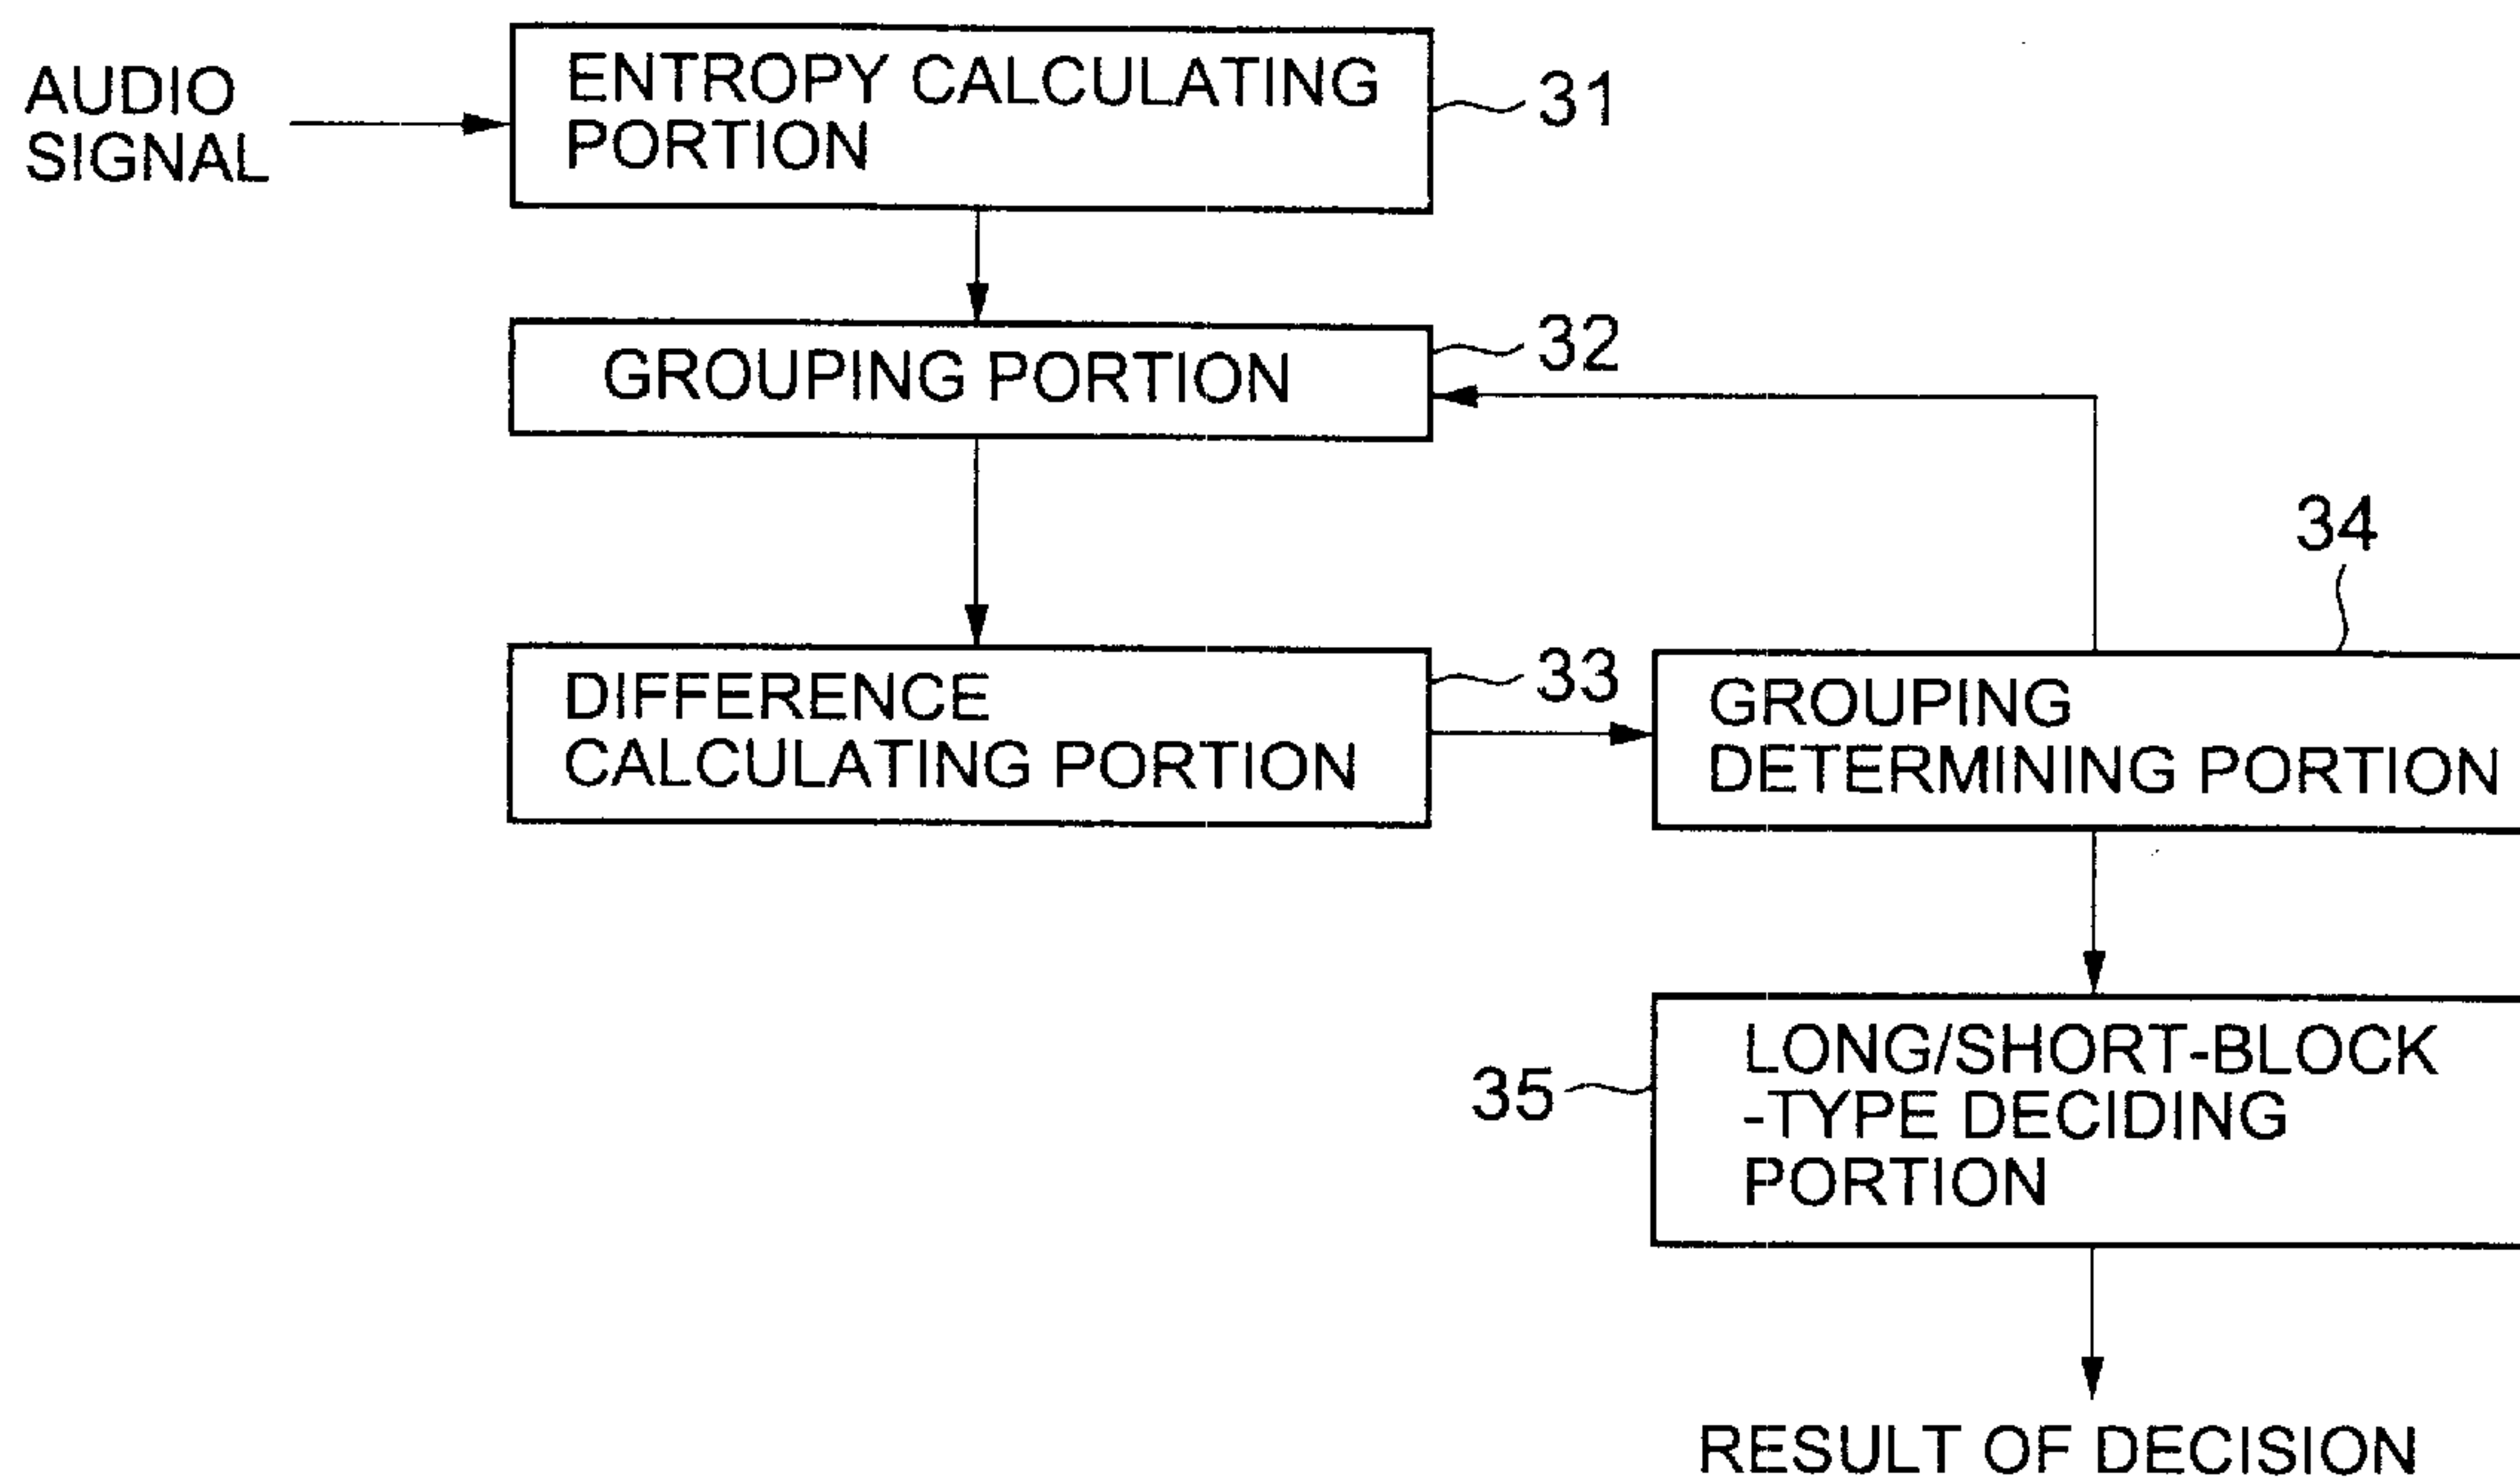 AUDIO
SIGNAL
ENTROPY CALCULATING
PORTION
31
GROUPING PORTION
32
DIFFERENCE
CALCULATING PORTION
33
34
GROUPING
DETERMINING PORTION
35
LONG/SHORT-BLOCK
-TYPE DECIDING
PORTION
RESULT OF DECISION